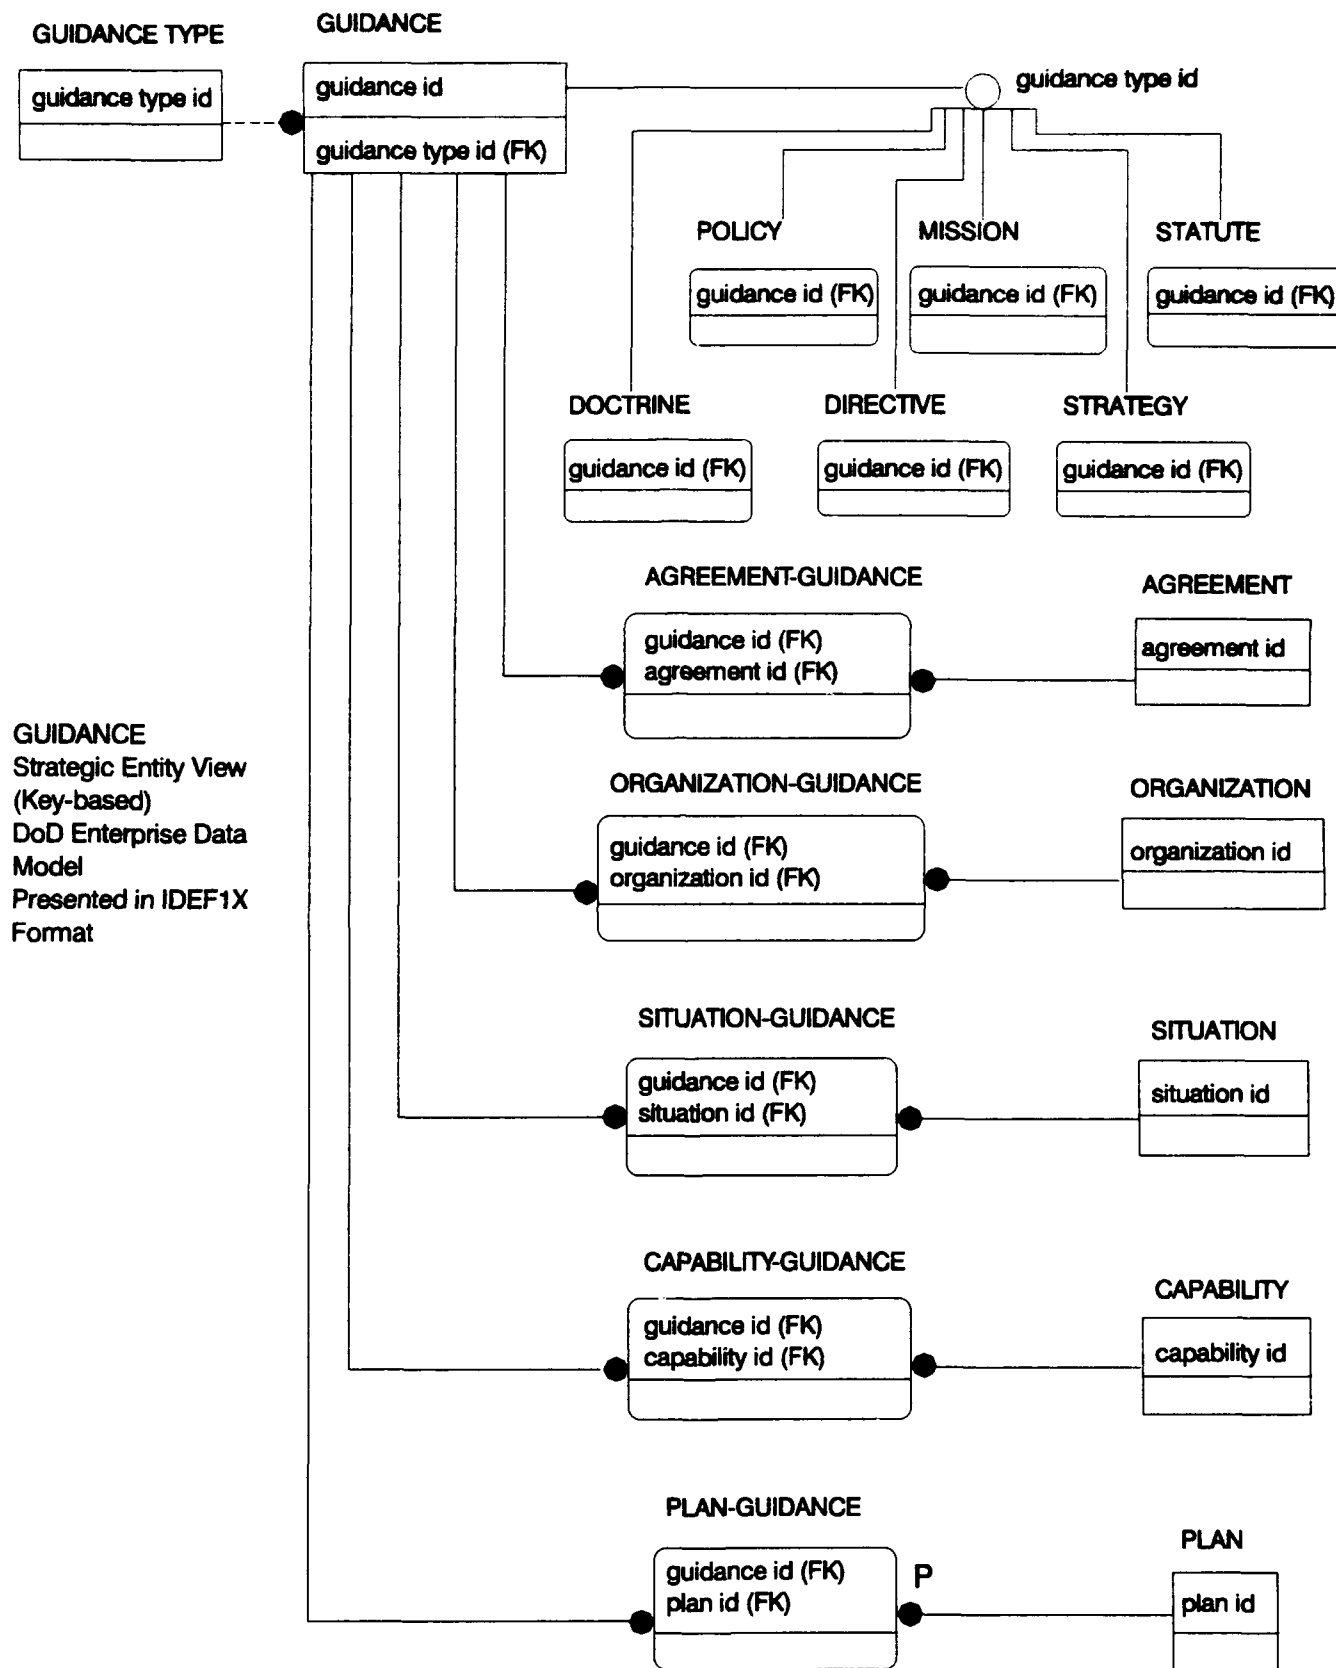 GUIDANCE TYPE
guidance type id
GUIDANCE
guidance id
guidance type id (FK)
guidance type id
POLICY
guidance id (FK)
MISSION
guidance id (FK)
STATUTE
guidance id (FK)
DOCTRINE
guidance id (FK)
DIRECTIVE
guidance id (FK)
STRATEGY
guidance id (FK)
AGREEMENT-GUIDANCE
guidance id (FK)
agreement id (FK)
AGREEMENT
agreement id
GUIDANCE
Strategic Entity View
(Key-based)
DoD Enterprise Data
Model
Presented in IDEF1X
Format
ORGANIZATION-GUIDANCE
guidance id (FK)
organization id (FK)
ORGANIZATION
organization id
SITUATION-GUIDANCE
guidance id (FK)
situation id (FK)
SITUATION
situation id
CAPABILITY-GUIDANCE
guidance id (FK)
capability id (FK)
CAPABILITY
capability id
PLAN-GUIDANCE
guidance id (FK)
plan id (FK)
P
PLAN
plan id